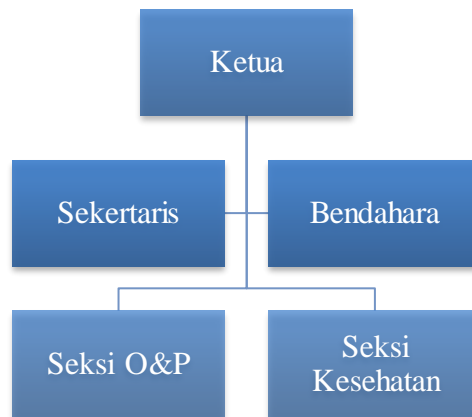 Ketua
Sekertaris
Bendahara
Seksi O&P
Seksi
Kesehatan